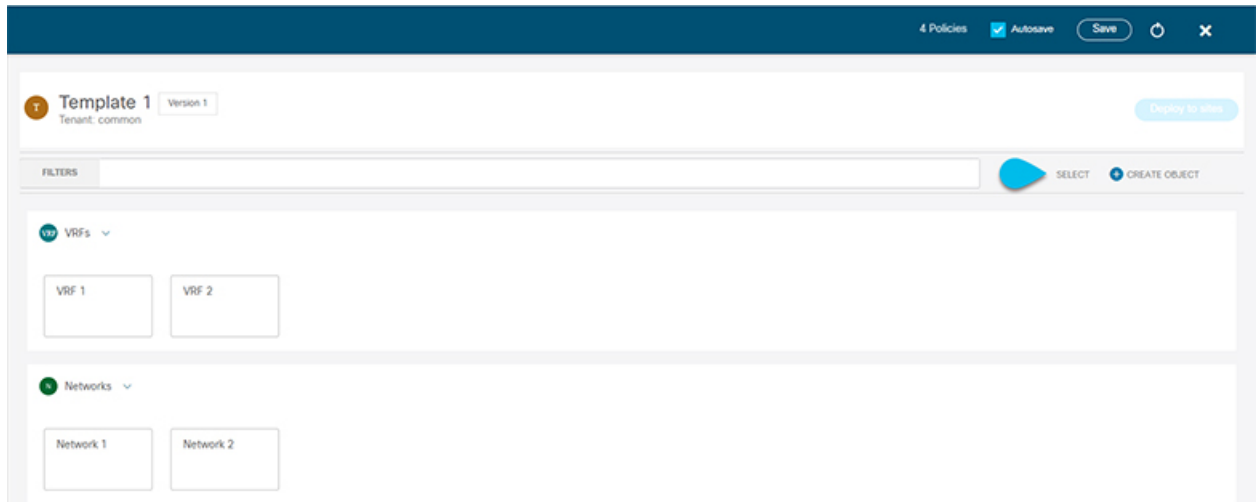 4 Policies Autosave Save
T Template 1 Version 1
Tenant: common
Deploy to sites
FILTERS SELECT CREATE OBJECT
VRF VRFs
VRF 1 VRF 2
N Networks
Network 1 Network 2